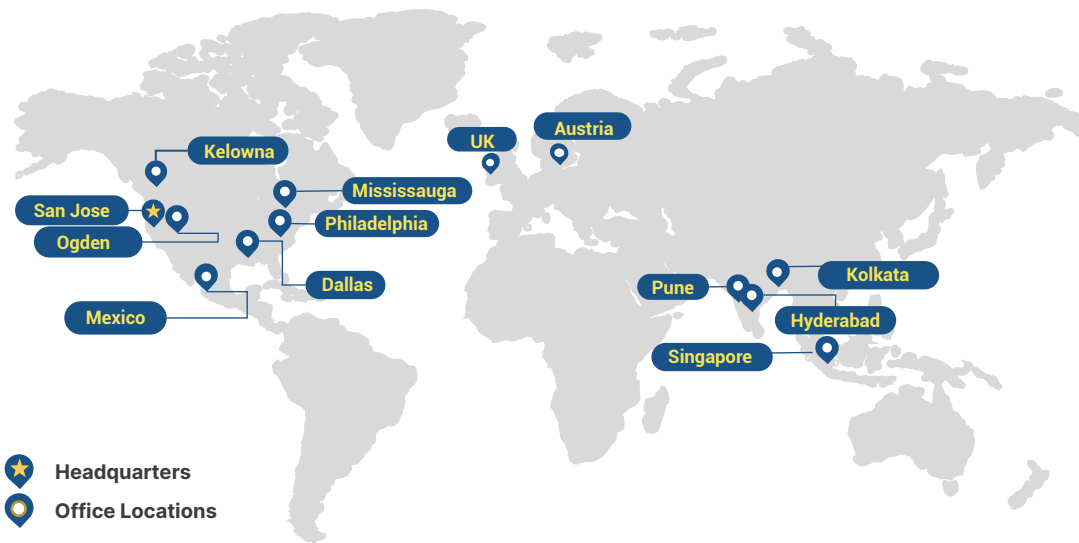 Austria
UK
Kelowna
Mississauga
San Jose
Philadelphia
Ogden
Kolkata
Dallas
Pune
Mexico
Hyderabad
Singapore
Headquarters
Office Locations